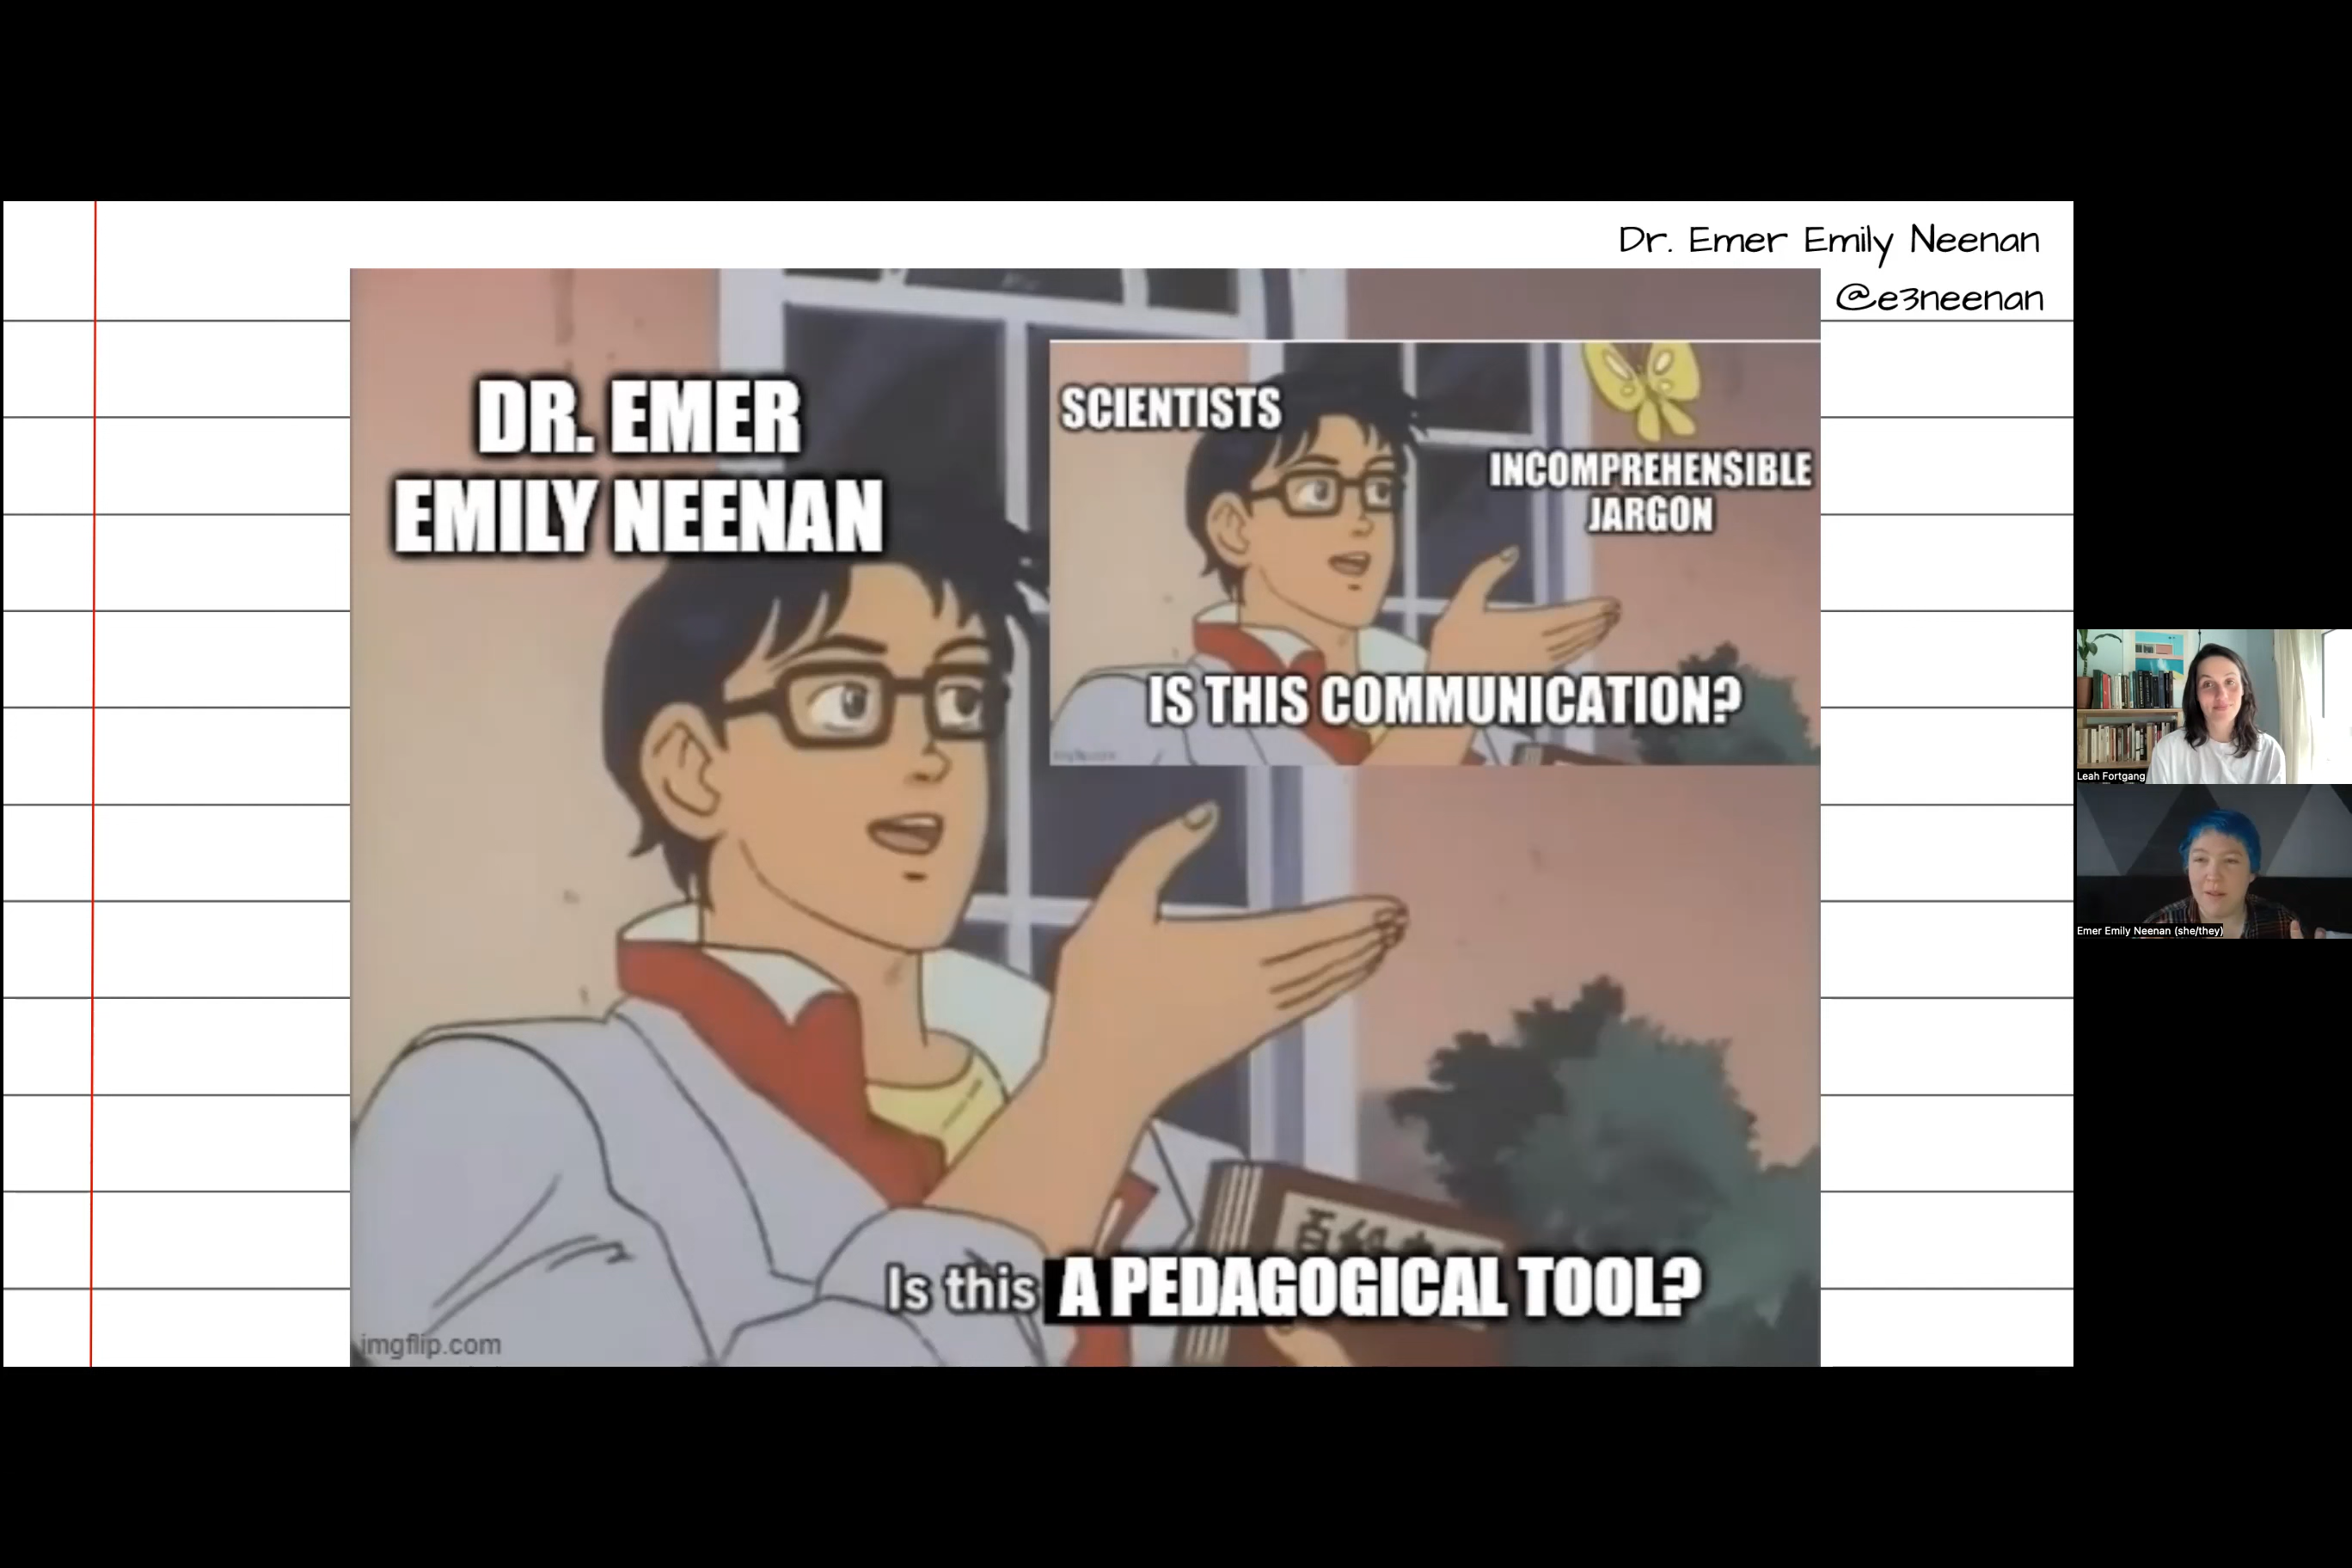 Dr. Emer Emily Neenan
@e3neenan
DR. EMER
EMILY NEENAN
SCIENTISTS
INCOMPREHENSIBLE
JARGON
IS THIS COMMUNICATION?
Is this A PEDAGOGICAL TOOL?
imgflip.com
Leah Fortgang
Emer Emily Neenan (she/they)